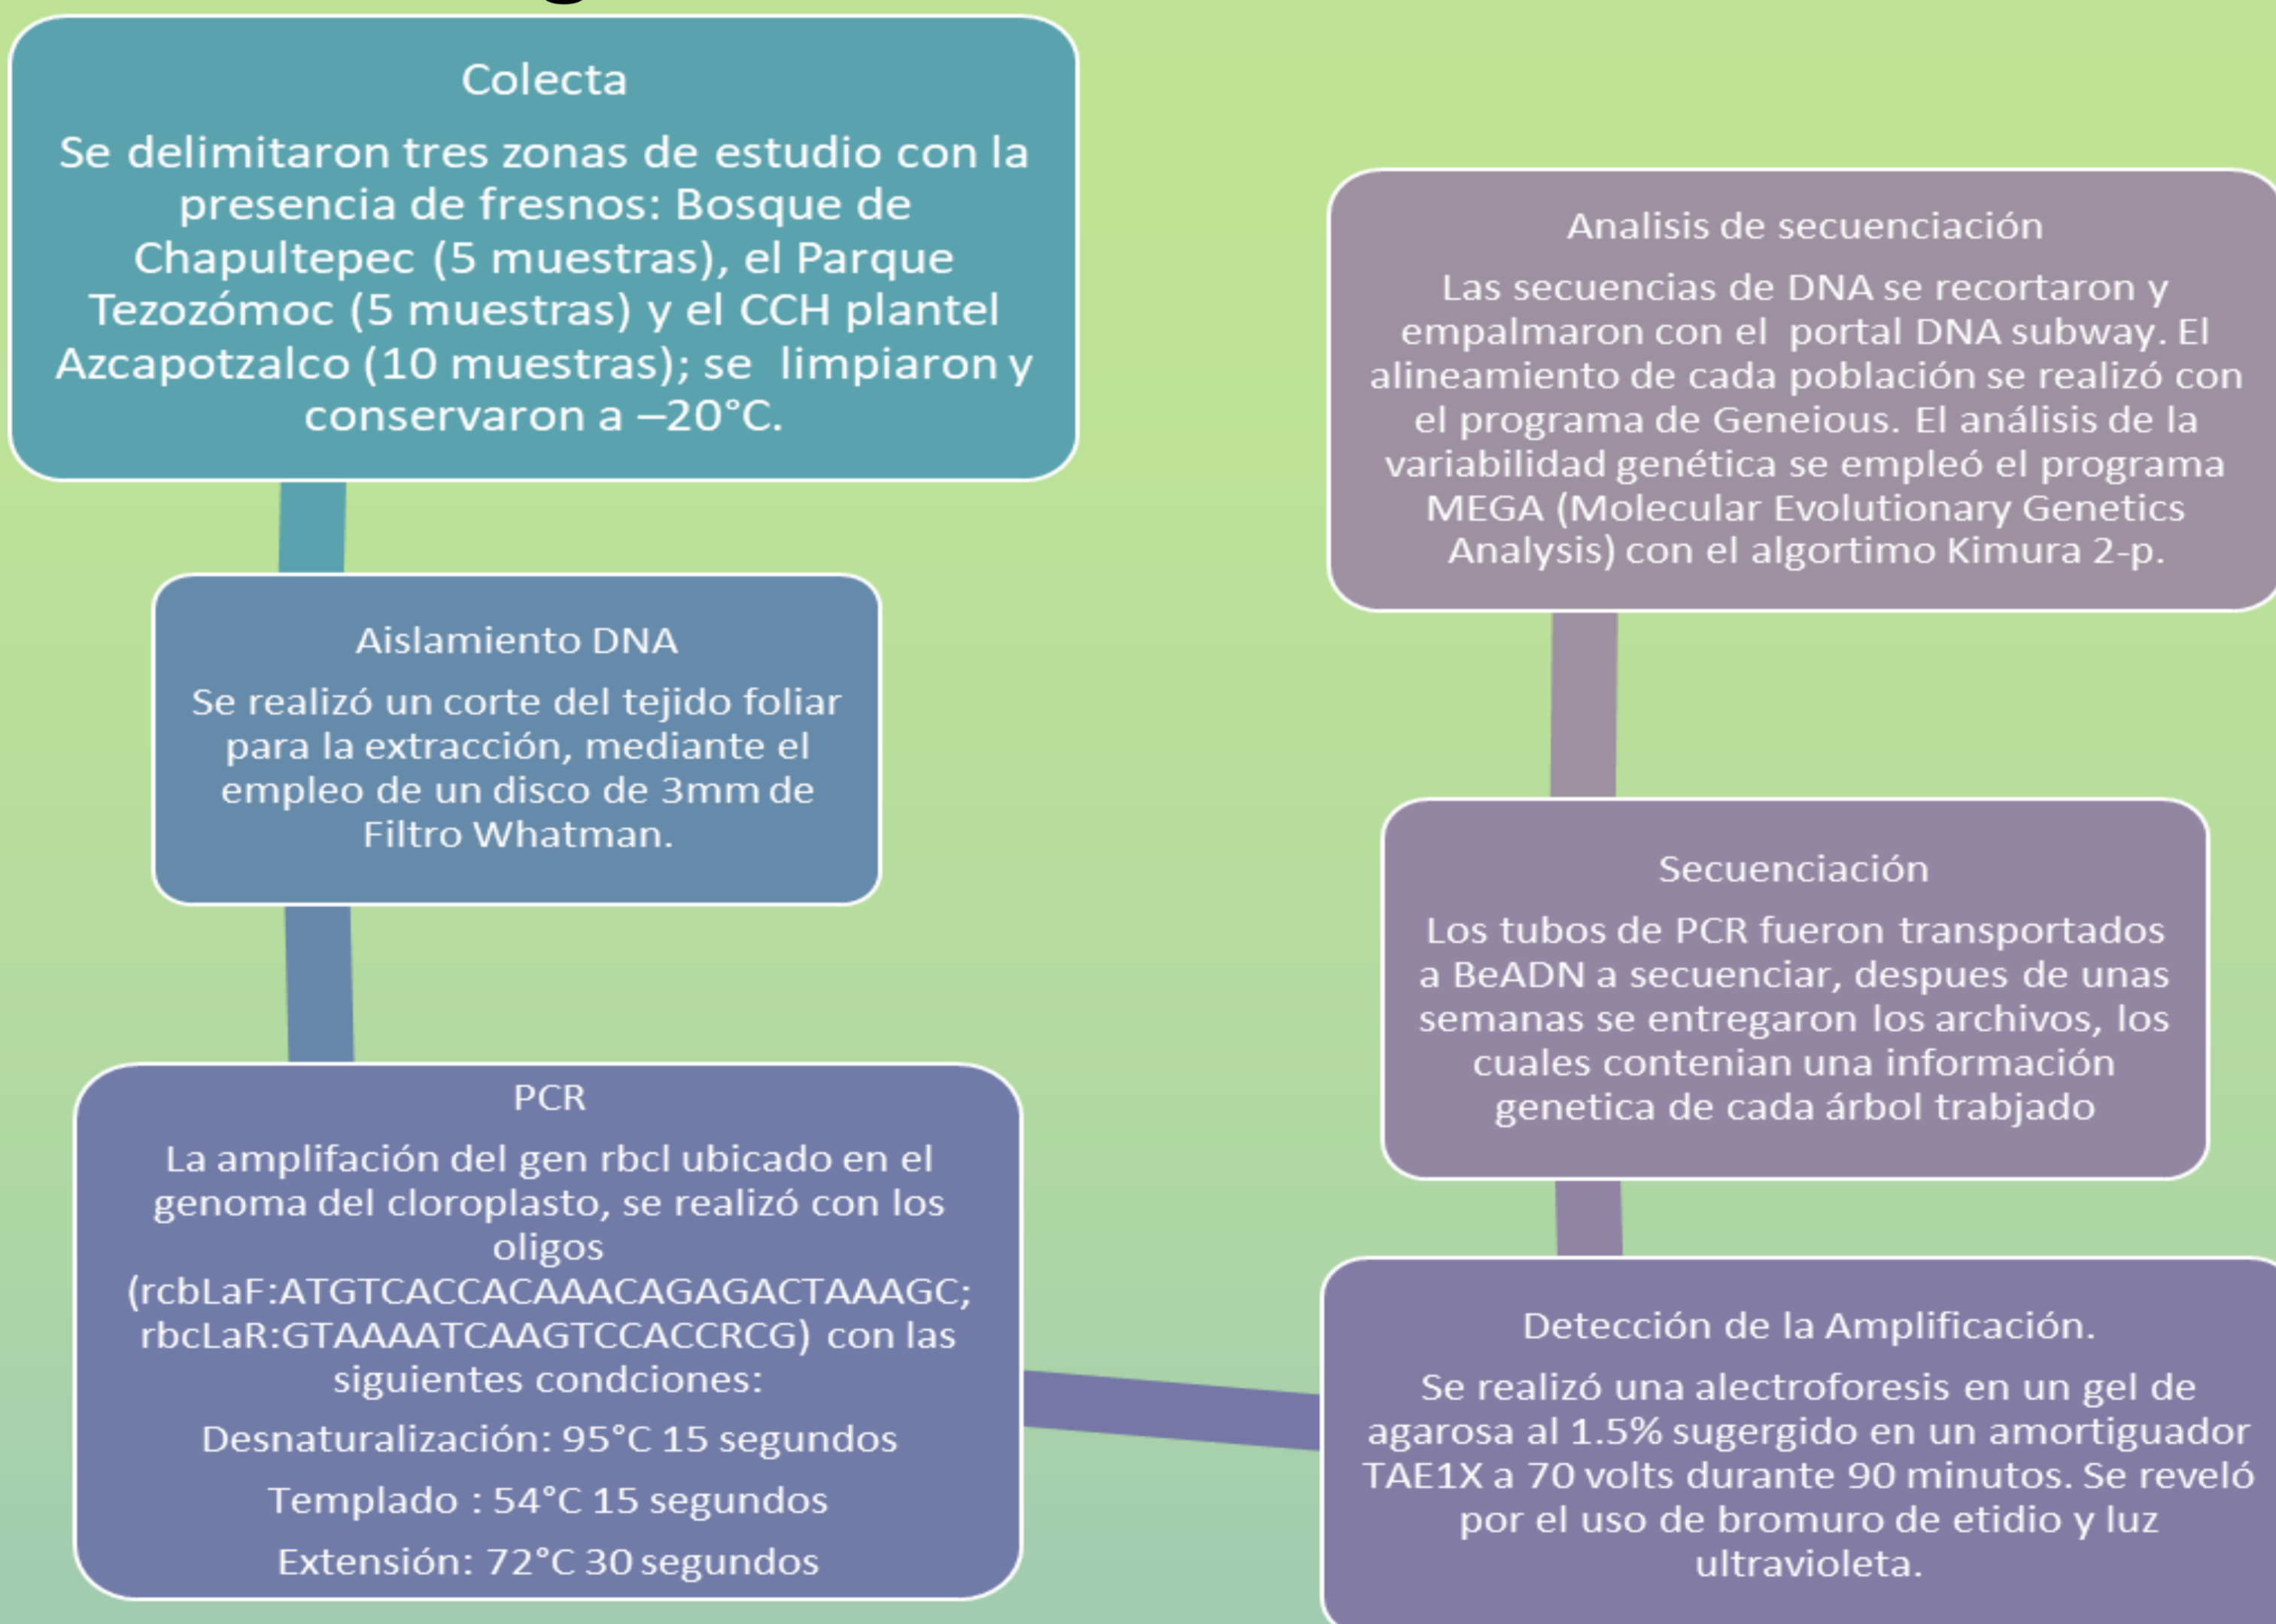 Colecta
Se delimitaron tres zonas de estudio con la
presencia de fresnos: Bosque de
Chapultepec (5 muestras), el Parque
Tezozómoc (5 muestras) y el CCH plantel
Azcapotzalco (10 muestras); se limpiaron y
conservaron a –20°C.
Aislamiento DNA
Se realizó un corte del tejido foliar
para la extracción, mediante el
empleo de un disco de 3mm de
Filtro Whatman.
PCR
La amplifación del gen rbcl ubicado en el
genoma del cloroplasto, se realizó con los
oligos
(rcbLaF:ATGTCACCACAAACAGAGACTAAAGC;
rbcLaR:GTAAAATCAAGTCCACCRCG) con las
siguientes condciones:
Desnaturalización: 95°C 15 segundos
Templado : 54°C 15 segundos
Extensión: 72°C 30 segundos
Detección de la Amplificación.
Se realizó una alectroforesis en un gel de
agarosa al 1.5% sugergido en un amortiguador
TAE1X a 70 volts durante 90 minutos. Se reveló
por el uso de bromuro de etidio y luz
ultravioleta.
Secuenciación
Los tubos de PCR fueron transportados
a BeADN a secuenciar, despues de unas
semanas se entregaron los archivos, los
cuales contenian una información
genetica de cada árbol trabjado
Analisis de secuenciación
Las secuencias de DNA se recortaron y
empalmaron con el portal DNA subway. El
alineamiento de cada población se realizó con
el programa de Geneious. El análisis de la
variabilidad genética se empleó el programa
MEGA (Molecular Evolutionary Genetics
Analysis) con el algortimo Kimura 2-p.